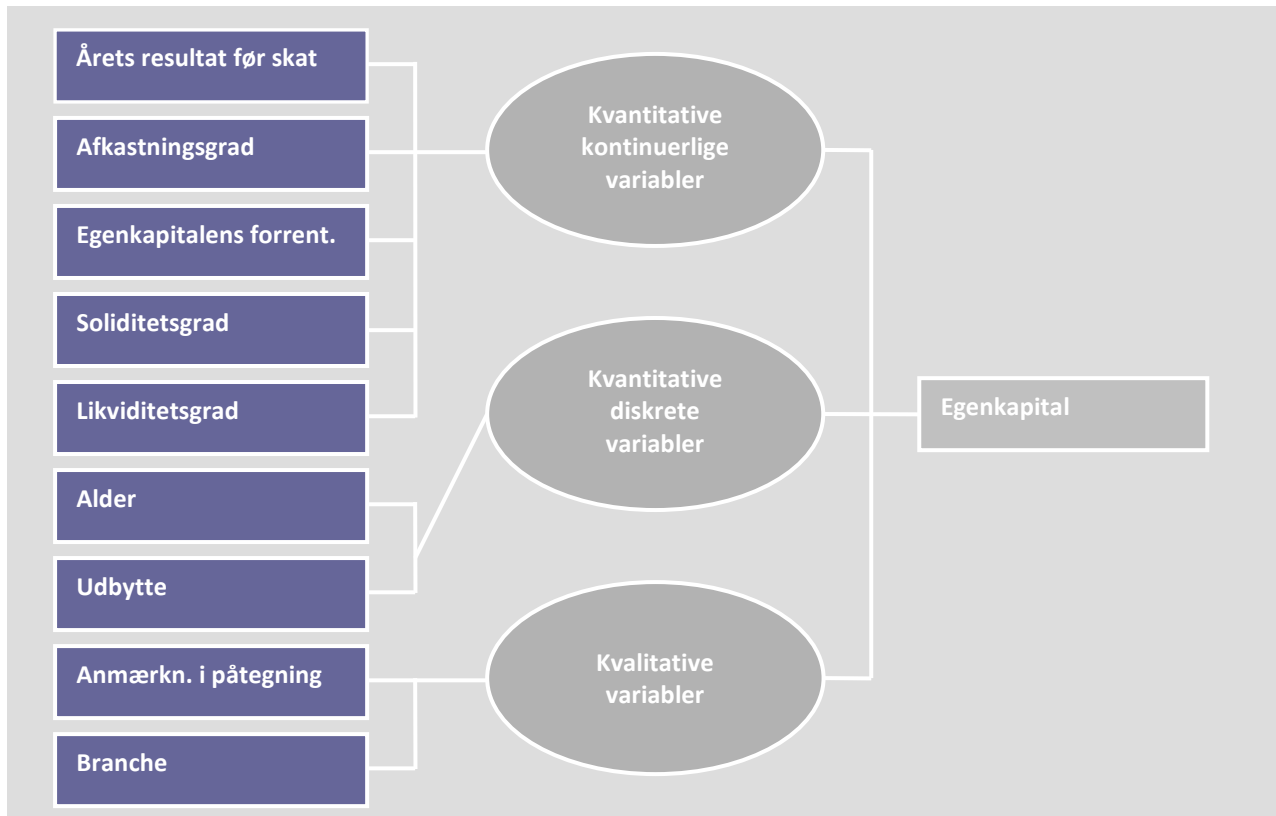 Årets resultat før skat
Afkastningsgrad
Egenkapitalens forrent.
Soliditetsgrad
Likviditetsgrad
Alder
Udbytte
Anmærkn. i påtegning
Branche
Kvantitative
kontinuerlige
variabler
Kvantitative
diskrete
variabler
Kvalitative
variabler
Egenkapital